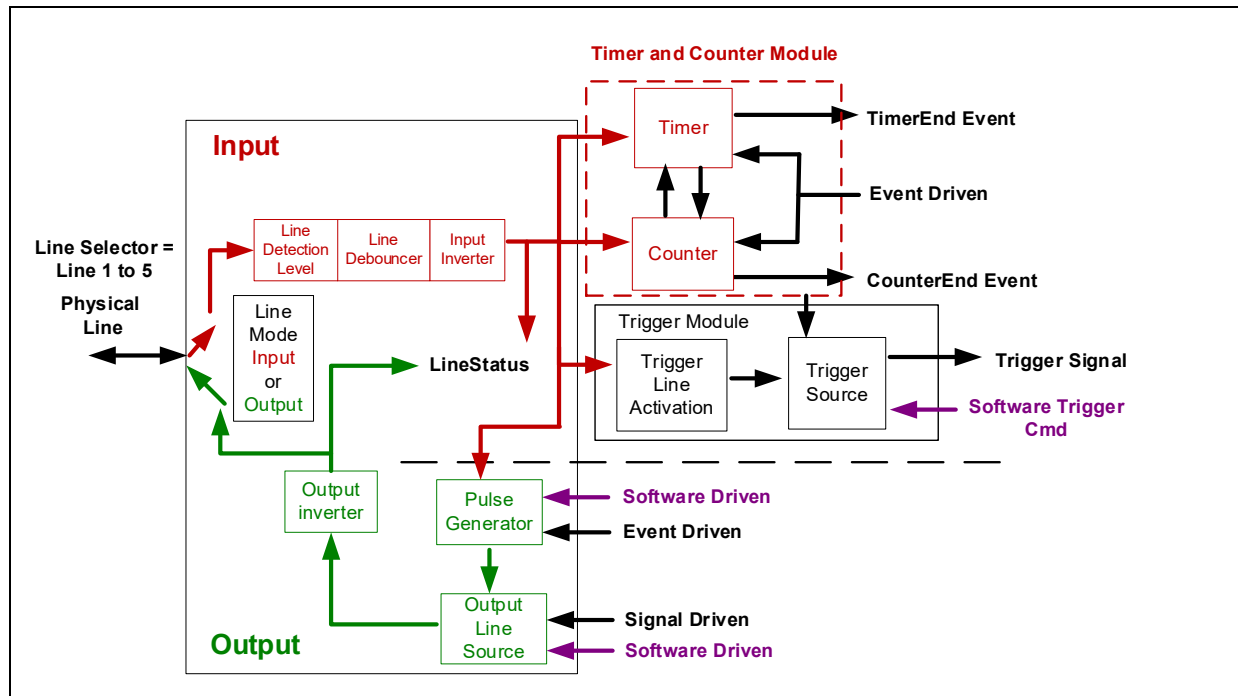 Timer and Counter Module
Input
Timer
TimerEnd Event
Event Driven
Line Selector =
Line 1 to 5
Physical
Line
Line
Detection
Level
Line
Debouncer
Input
Inverter
Counter
CounterEnd Event
Line
Mode
Input
or
Output
LineStatus
Trigger Module
Trigger
Line
Activation
Trigger
Source
Trigger Signal
Software Trigger
Cmd
Output
inverter
Pulse
Generator
Software Driven
Event Driven
Output
Output
Line
Source
Signal Driven
Software Driven